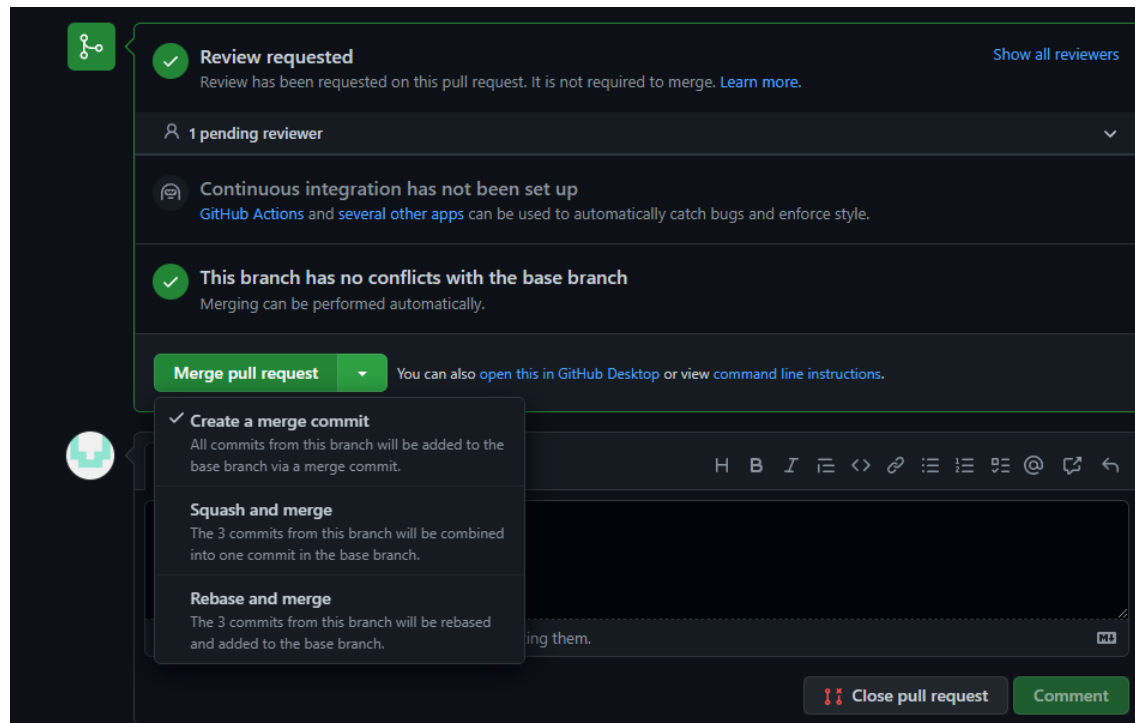 Review requested
Show all reviewers
Review has been requested on this pull request. It is not required to merge. Learn more.
1 pending reviewer
Continuous integration has not been set up
GitHub Actions and several other apps can be used to automatically catch bugs and enforce style.
This branch has no conflicts with the base branch
Merging can be performed automatically.
Merge pull request
You can also open this in GitHub Desktop or view command line instructions.
Create a merge commit
All commits from this branch will be added to the
base branch via a merge commit.
Squash and merge
The 3 commits from this branch will be combined
into one commit in the base branch.
Rebase and merge
The 3 commits from this branch will be rebased
and added to the base branch.
ing them.
Close pull request
Comment